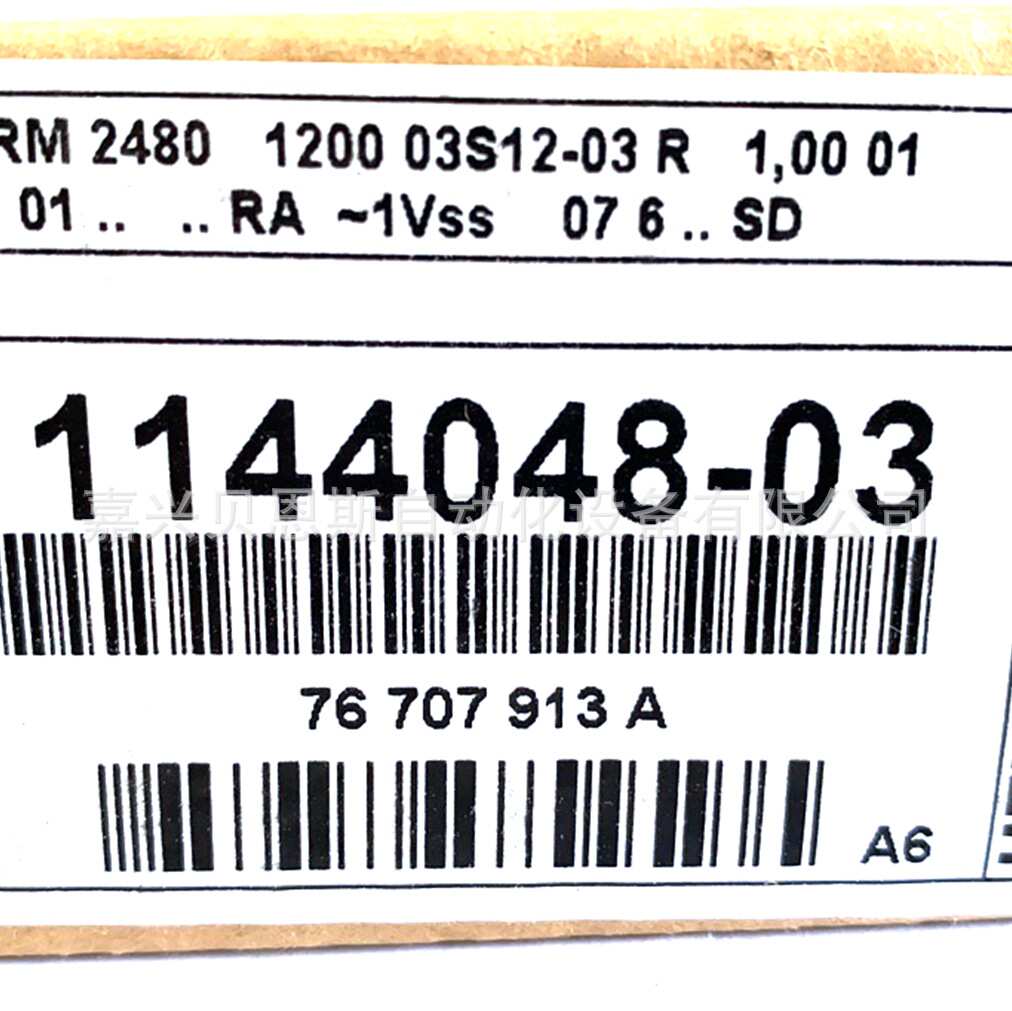 RM 2480 1200 03S12-03 R 1,00 01
01 .. .. RA ~1Vss 07 6 .. SD
1144048-03
嘉兴贝恩斯自动化设备有限公司
76 707 913 A
A6